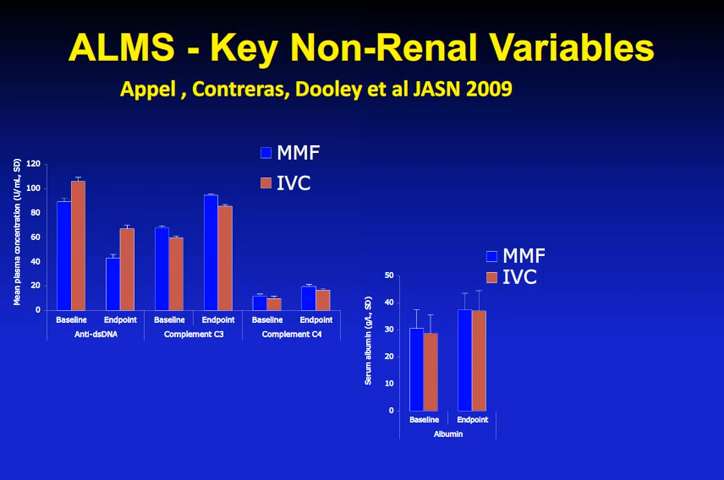 ALMS - Key Non-Renal Variables
Appel , Contreras, Dooley et al JASN 2009
MMF
IVC
Mean plasma concentration (U/mL, SD)
120
100
80
60
40
20
0
Baseline Endpoint Baseline Endpoint Baseline Endpoint
Anti-dsDNA Complement C3 Complement C4
MMF
IVC
Serum albumin (g/L, SD)
50
40
30
20
10
0
Baseline Endpoint
Albumin